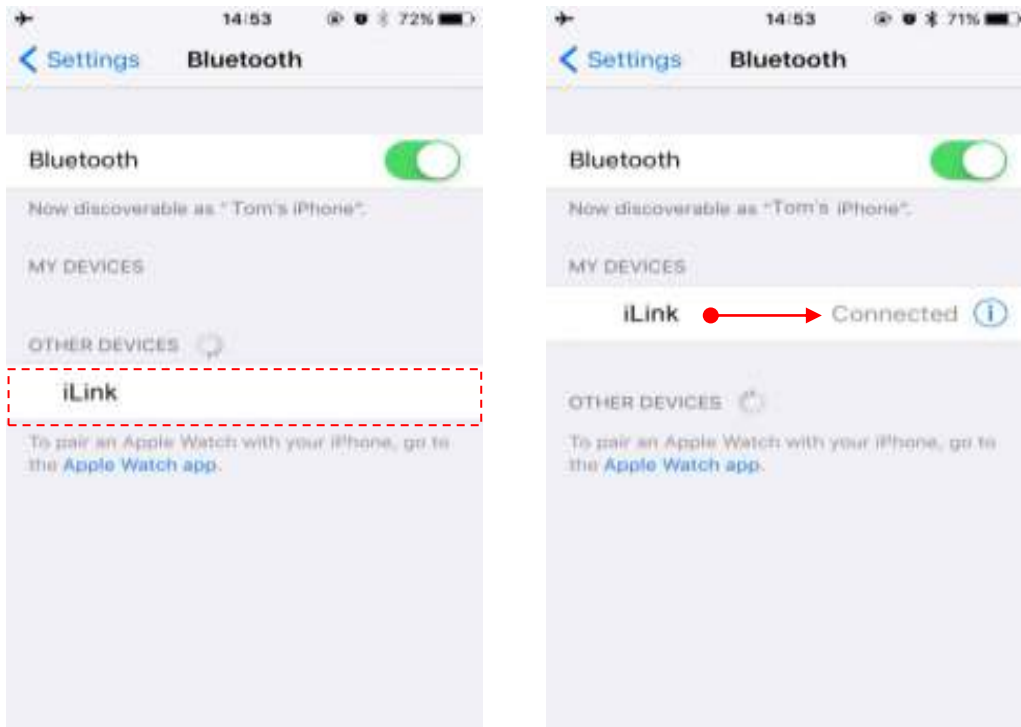 14:53 72%
Settings Bluetooth
Bluetooth
Now discoverable as "Tom's iPhone".
MY DEVICES
OTHER DEVICES
iLink
To pair an Apple Watch with your iPhone, go to
the Apple Watch app.
14:53 71%
Settings Bluetooth
Bluetooth
Now discoverable as "Tom's iPhone".
MY DEVICES
iLink Connected
OTHER DEVICES
To pair an Apple Watch with your iPhone, go to
the Apple Watch app.